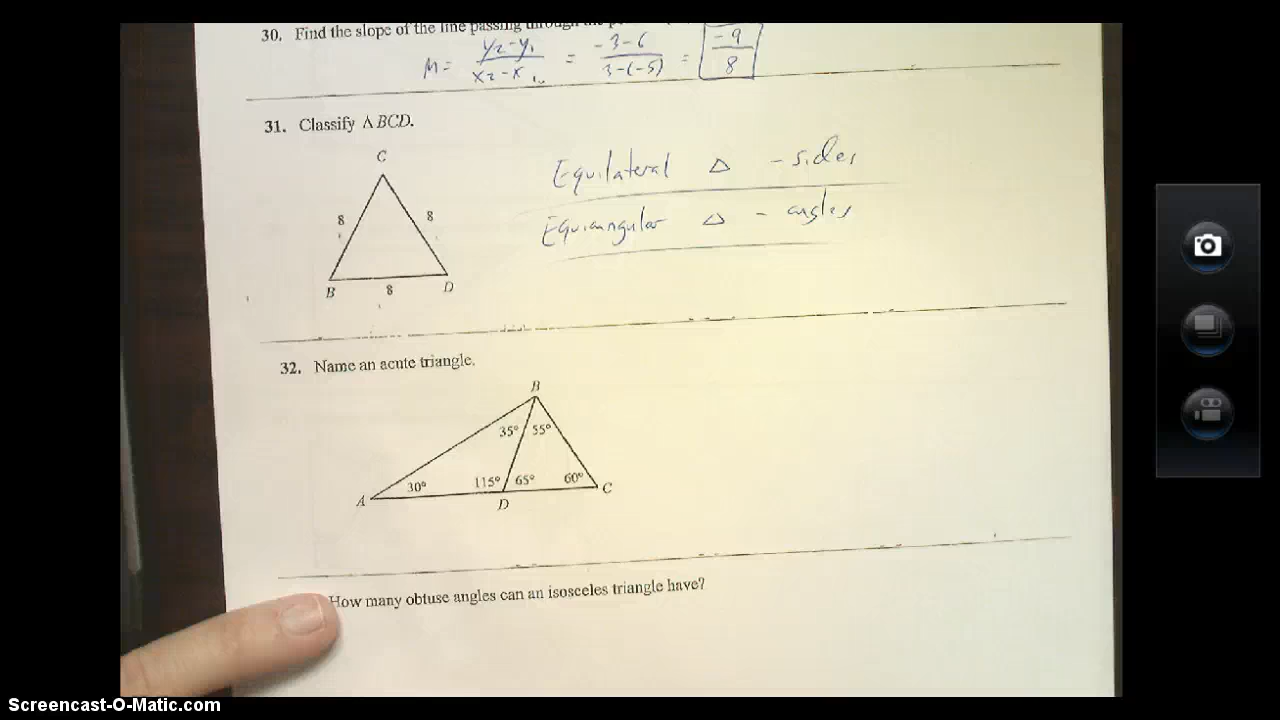 30. Find the slope of the line passing through the
M= y₂-y₁ / x₂-x₁ = -3-6 / 3-(-5) = -9 / 8
31. Classify △BCD.
C
8 8
B 8 D
Equilateral △ - sides
Equiangular △ - angles
32. Name an acute triangle.
B
35° 55°
A 30° 115° 65° 60° C
D
How many obtuse angles can an isosceles triangle have?
Screencast-O-Matic.com